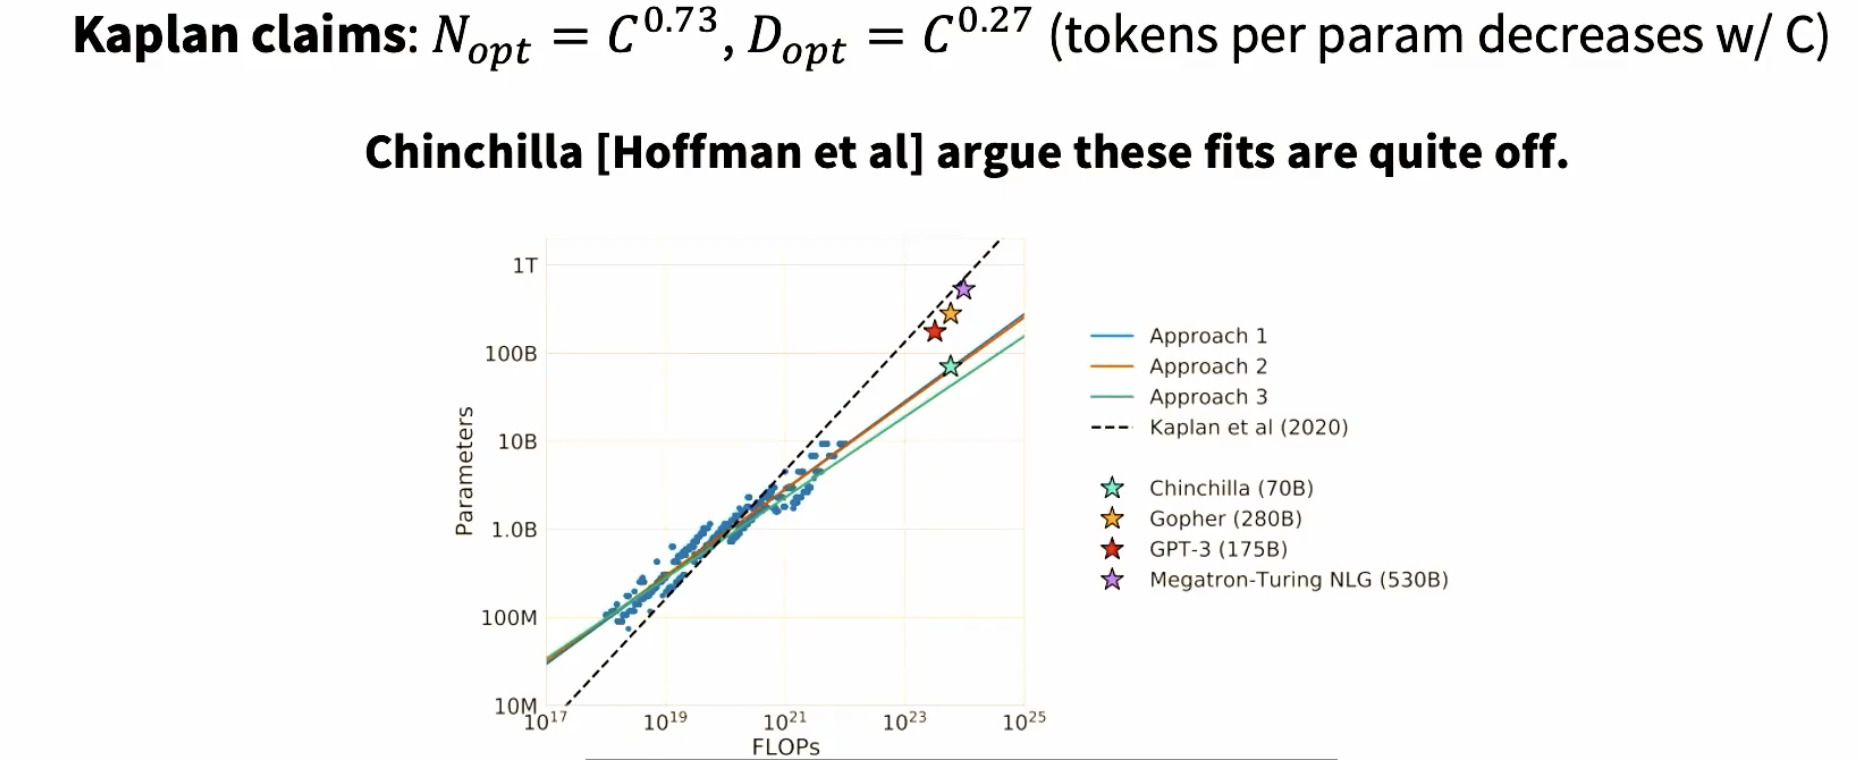 Kaplan claims: N_opt = C^0.73, D_opt = C^0.27 (tokens per param decreases w/ C)
Chinchilla [Hoffman et al] argue these fits are quite off.
1T
100B
10B
1.0B
100M
10M
Parameters
10^17
10^19
10^21
10^23
10^25
FLOPs
Approach 1
Approach 2
Approach 3
Kaplan et al (2020)
Chinchilla (70B)
Gopher (280B)
GPT-3 (175B)
Megatron-Turing NLG (530B)